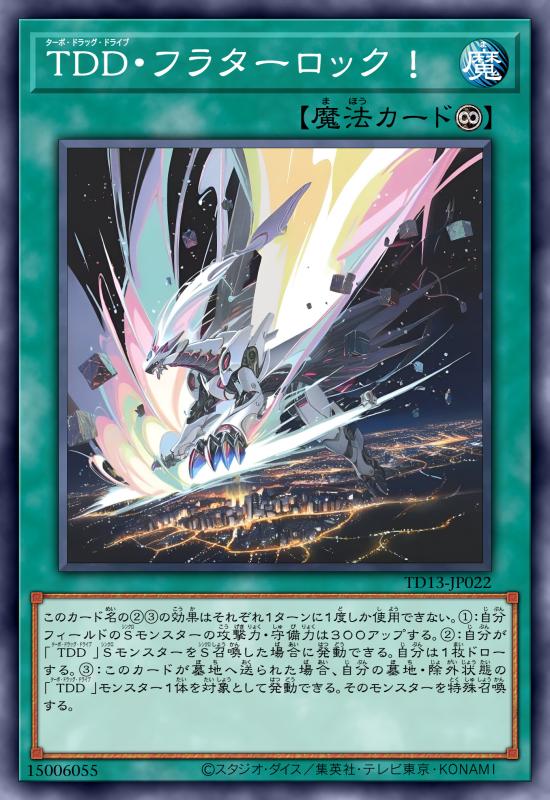 ターボ・ドラッグ・ドライブ
TDD・フラターロック！
魔
【魔法カード】
TD13-JP022
このカード名の②③の効果はそれぞれ1ターンに1度しか使用できない。①：自分
フィールドのSモンスターの攻撃力・守備力は300アップする。②：自分が
「TDD」SモンスターをS召喚した場合に発動できる。自分は1枚ドロ
ーする。③：このカードが墓地へ送られた場合、自分の墓地・除外状態の
「TDD」モンスター1体を対象として発動できる。そのモンスターを特殊召喚
する。
15006055
©スタジオ・ダイス／集英社・テレビ東京・KONAMI